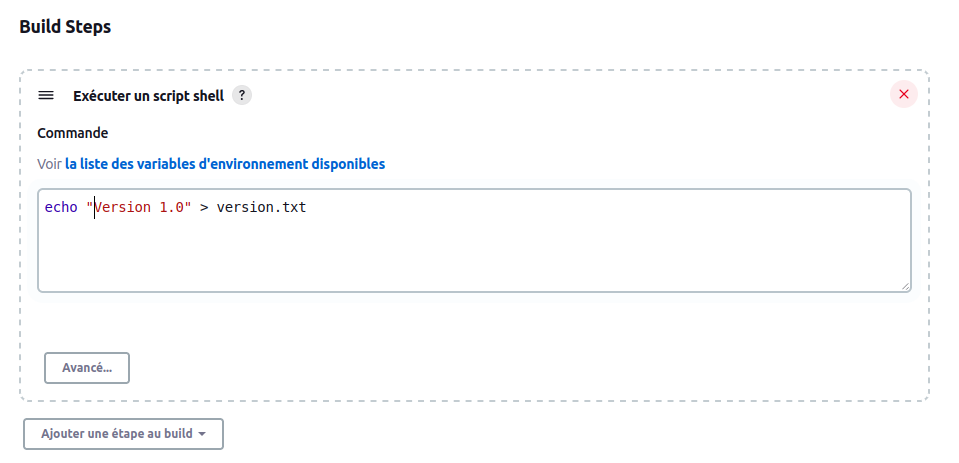 Build Steps
Exécuter un script shell ?
Commande
Voir la liste des variables d'environnement disponibles
echo "Version 1.0" > version.txt
Avancé...
Ajouter une étape au build